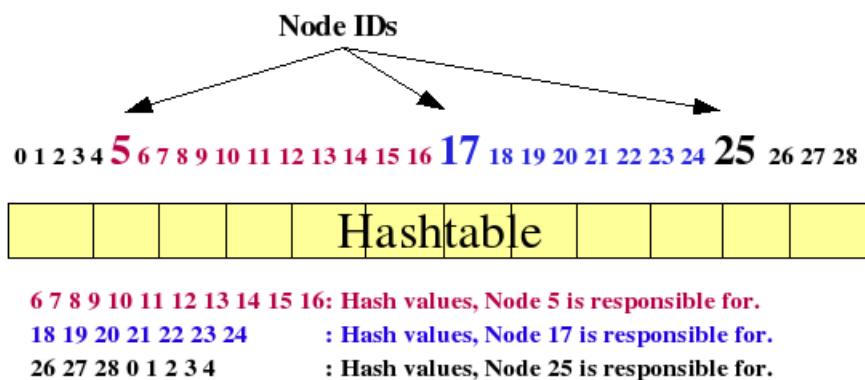 Node IDs
0 1 2 3 4 5 6 7 8 9 10 11 12 13 14 15 16 17 18 19 20 21 22 23 24 25 26 27 28
Hashtable
6 7 8 9 10 11 12 13 14 15 16: Hash values, Node 5 is responsible for.
18 19 20 21 22 23 24 : Hash values, Node 17 is responsible for.
26 27 28 0 1 2 3 4 : Hash values, Node 25 is responsible for.